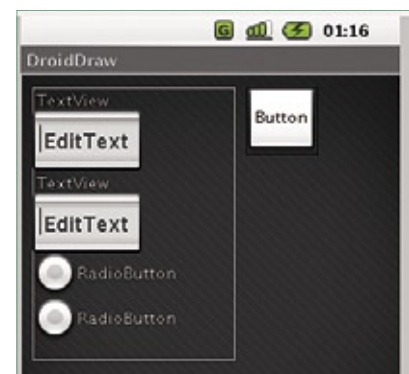 G 01:16
DroidDraw
TextView
EditText
TextView
EditText
RadioButton
RadioButton
Button